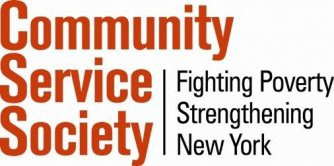 Community
Service
Society
Fighting Poverty
Strengthening
New York